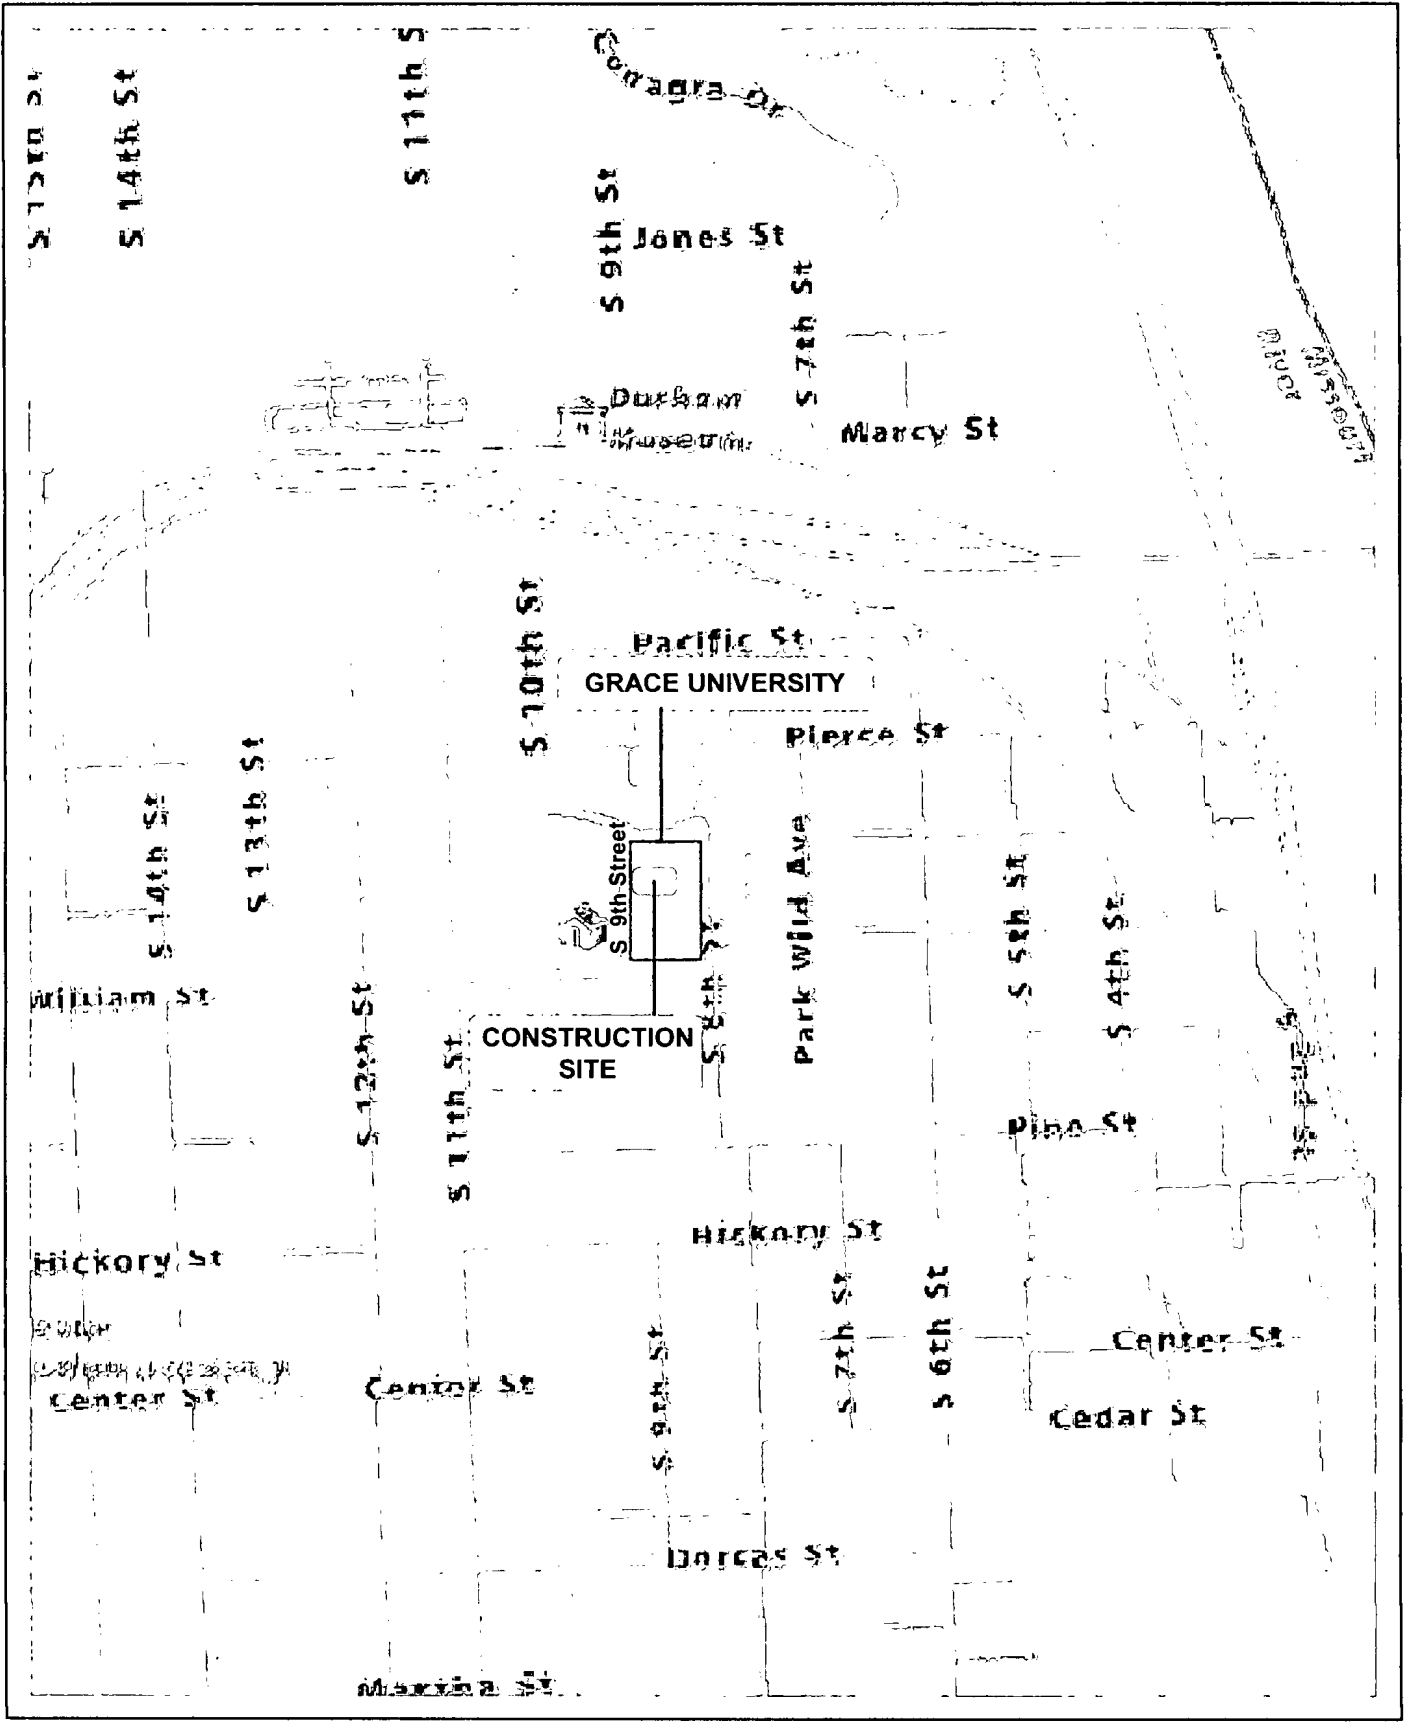 S 14th St
S 11th S
Conagra Dr
S 9th St
Jones St
S 7th St
Missouri
River
Durham
Museum
Marcy St
S 10th St
Pacific St
GRACE UNIVERSITY
Pierce St
S 13th St
S 14th St
S 9th Street
Park Wild Ave
S 5th St
S 4th St
S 8th St
William St
S 12th St
S 11th St
CONSTRUCTION
SITE
Pine St
Hickory St
Hickory St
S 7th St
S 6th St
S 9th St
Center St
Center St
Center St
Cedar St
Dorcas St
Martha St